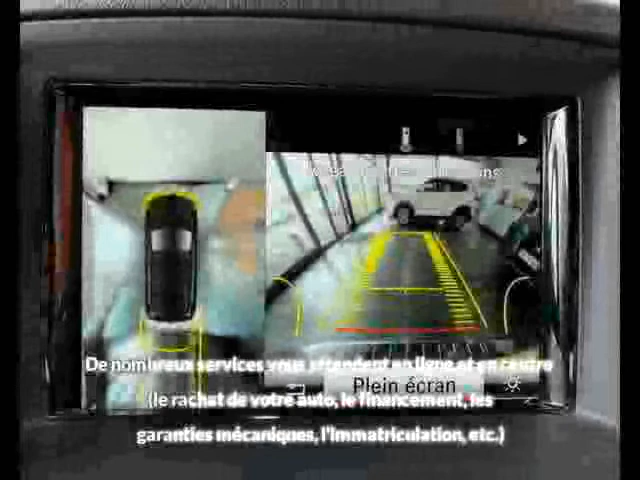 De nombreux services vous attendent en ligne et en centre
Plein écran
(le rachat de votre auto, le financement, les
garanties mécaniques, l'immatriculation, etc.)